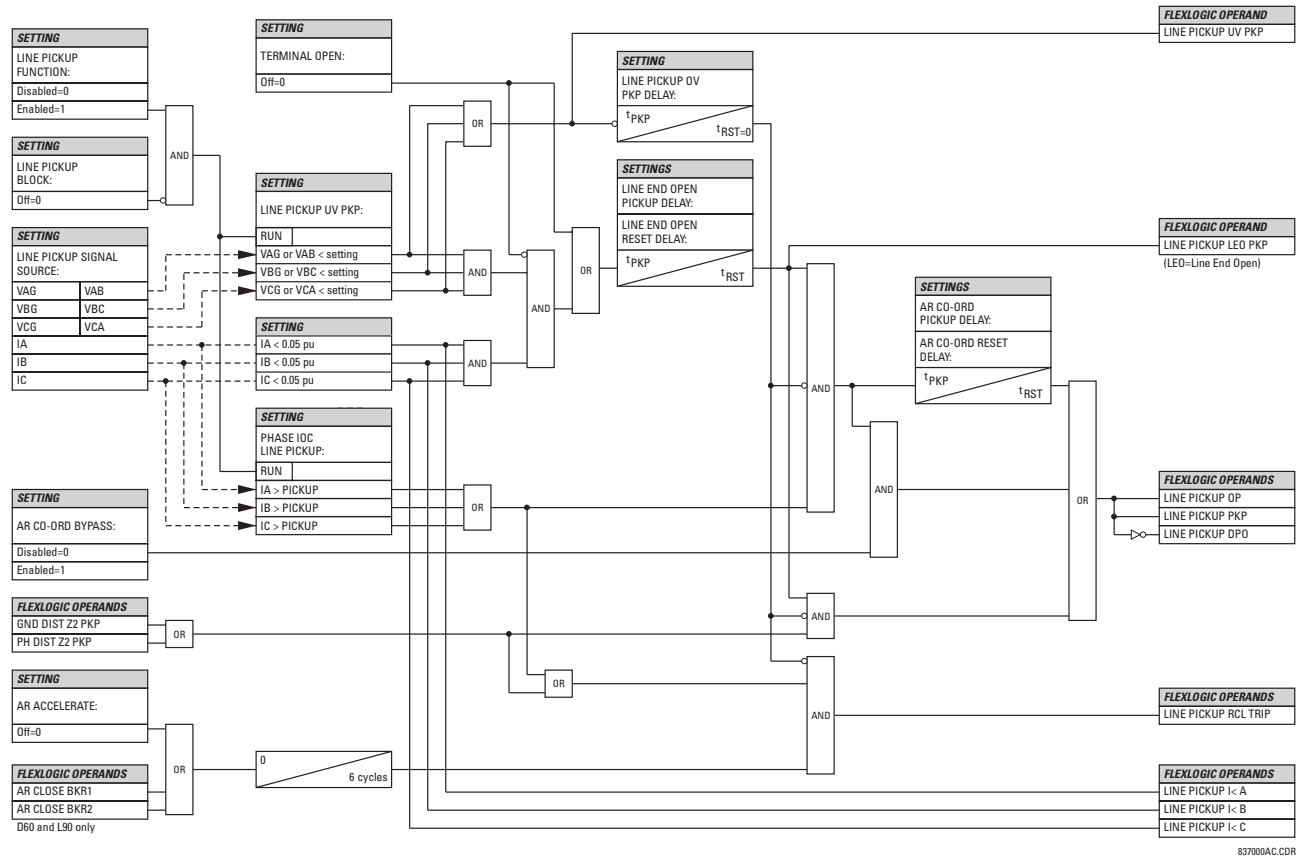 SETTING
LINE PICKUP
FUNCTION:
Disabled=0
Enabled=1
AND
SETTING
LINE PICKUP
BLOCK:
Off=0
SETTING
LINE PICKUP SIGNAL
SOURCE:
VAG VAB
VBG VBC
VCG VCA
IA
IB
IC
SETTING
AR CO-ORD BYPASS:
Disabled=0
Enabled=1
FLEXLOGIC OPERANDS
GND DIST Z2 PKP
PH DIST Z2 PKP
OR
SETTING
AR ACCELERATE:
Off=0
OR
FLEXLOGIC OPERANDS
AR CLOSE BKR1
AR CLOSE BKR2
D60 and L90 only
SETTING
TERMINAL OPEN:
Off=0
SETTING
LINE PICKUP UV PKP:
RUN
VAG or VAB < setting
VBG or VBC < setting
VCG or VCA < setting
SETTING
IA < 0.05 pu
IB < 0.05 pu
IC < 0.05 pu
SETTING
PHASE IOC
LINE PICKUP:
RUN
IA > PICKUP
IB > PICKUP
IC > PICKUP
0
6 cycles
OR
AND
AND
OR
AND
OR
OR
SETTING
LINE PICKUP OV
PKP DELAY:
tPKP
tRST=0
SETTINGS
LINE END OPEN
PICKUP DELAY:
LINE END OPEN
RESET DELAY:
tPKP
tRST
AND
AND
AND
AND
SETTINGS
AR CO-ORD
PICKUP DELAY:
AR CO-ORD RESET
DELAY:
tPKP
tRST
OR
FLEXLOGIC OPERAND
LINE PICKUP UV PKP
FLEXLOGIC OPERAND
LINE PICKUP LEO PKP
(LEO=Line End Open)
FLEXLOGIC OPERANDS
LINE PICKUP OP
LINE PICKUP PKP
LINE PICKUP DPO
FLEXLOGIC OPERANDS
LINE PICKUP RCL TRIP
FLEXLOGIC OPERANDS
LINE PICKUP I< A
LINE PICKUP I< B
LINE PICKUP I< C
837000AC.CDR